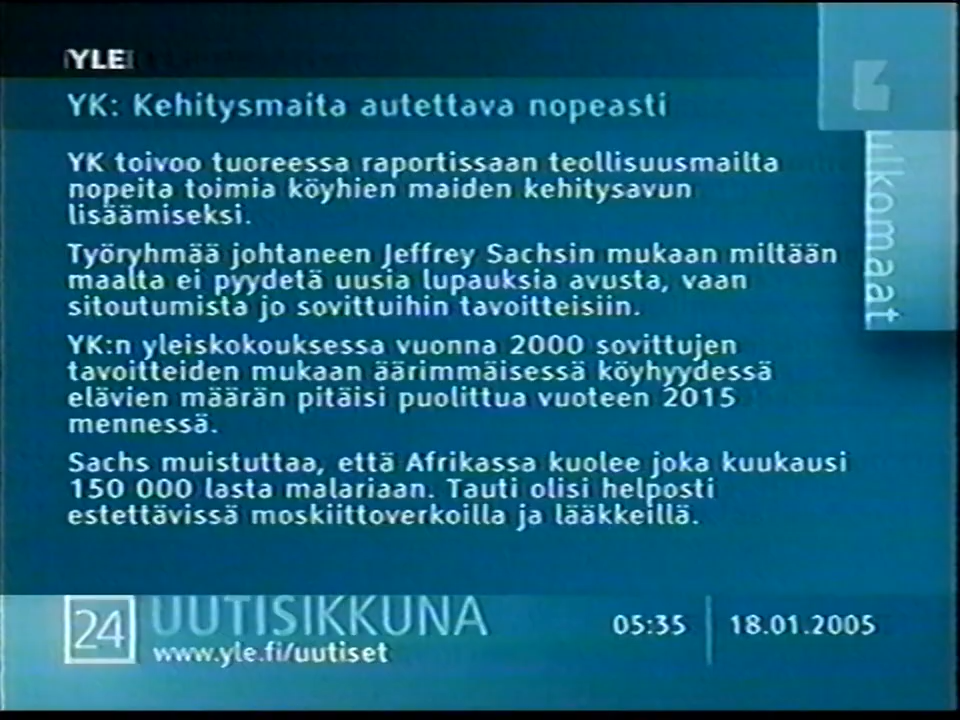 YLE
YK: Kehitysmaita autettava nopeasti
YK toivoo tuoreessa raportissaan teollisuusmailta
nopeita toimia köyhien maiden kehitysavun
lisäämiseksi.
Työryhmää johtaneen Jeffrey Sachsin mukaan miltään
maalta ei pyydetä uusia lupauksia avusta, vaan
sitoutumista jo sovittuihin tavoitteisiin.
YK:n yleiskokouksessa vuonna 2000 sovittujen
tavoitteiden mukaan äärimmäisessä köyhyydessä
elävien määrän pitäisi puolittua vuoteen 2015
mennessä.
Sachs muistuttaa, että Afrikassa kuolee joka kuukausi
150 000 lasta malariaan. Tauti olisi helposti
estettävissä moskiittoverkoilla ja lääkkeillä.
ulkomaat
24 UUTISIKKUNA
www.yle.fi/uutiset
05:35 18.01.2005